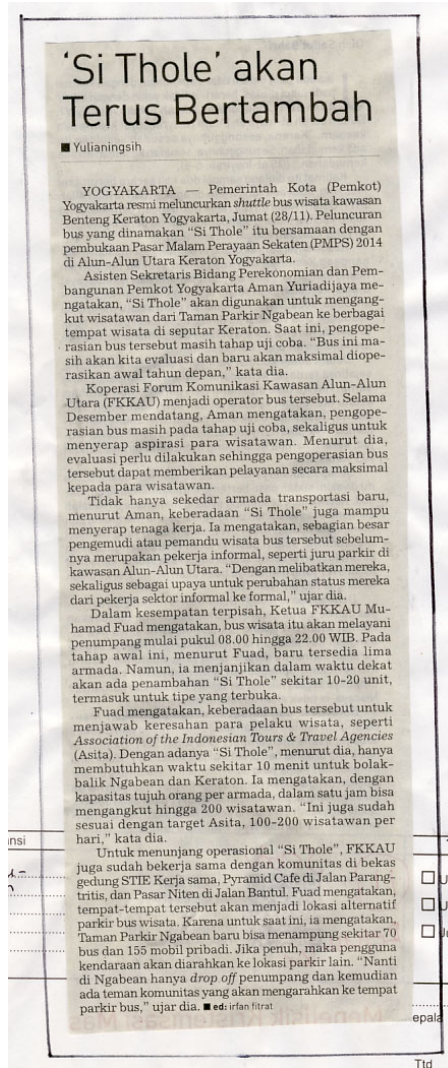 'Si Thole' akan
Terus Bertambah
■ Yulianingsih
YOGYAKARTA — Pemerintah Kota (Pemkot)
Yogyakarta resmi meluncurkan shuttle bus wisata kawasan
Benteng Keraton Yogyakarta, Jumat (28/11). Peluncuran
bus yang dinamakan “Si Thole” itu bersamaan dengan
pembukaan Pasar Malam Perayaan Sekaten (PMPS) 2014
di Alun-Alun Utara Keraton Yogyakarta.
Asisten Sekretaris Bidang Perekonomian dan Pem-
bangunan Pemkot Yogyakarta Aman Yuriadijaya me-
ngatakan, “Si Thole” akan digunakan untuk mengang-
kut wisatawan dari Taman Parkir Ngabean ke berbagai
tempat wisata di seputar Keraton. Saat ini, pengope-
rasian bus tersebut masih tahap uji coba. “Bus ini ma-
sih akan kita evaluasi dan baru akan maksimal diope-
rasikan awal tahun depan,” kata dia.
Koperasi Forum Komunikasi Kawasan Alun-Alun
Utara (FKKAU) menjadi operator bus tersebut. Selama
Desember mendatang, Aman mengatakan, pengope-
rasian bus masih pada tahap uji coba, sekaligus untuk
menyerap aspirasi para wisatawan. Menurut dia,
evaluasi perlu dilakukan sehingga pengoperasian bus
tersebut dapat memberikan pelayanan secara maksimal
kepada para wisatawan.
Tidak hanya sekedar armada transportasi baru,
menurut Aman, keberadaan “Si Thole” juga mampu
menyerap tenaga kerja. Ia mengatakan, sebagian besar
pengemudi atau pemandu wisata bus tersebut sebelum-
nya merupakan pekerja informal, seperti juru parkir di
kawasan Alun-Alun Utara. “Dengan melibatkan mereka,
sekaligus sebagai upaya untuk perubahan status mereka
dari pekerja sektor informal ke formal,” ujar dia.
Dalam kesempatan terpisah, Ketua FKKAU Mu-
hamad Fuad mengatakan, bus wisata itu akan melayani
penumpang mulai pukul 08.00 hingga 22.00 WIB. Pada
tahap awal ini, menurut Fuad, baru tersedia lima
armada. Namun, ia menjanjikan dalam waktu dekat
akan ada penambahan “Si Thole” sekitar 10-20 unit,
termasuk untuk tipe yang terbuka.
Fuad mengatakan, keberadaan bus tersebut untuk
menjawab keresahan para pelaku wisata, seperti
Association of the Indonesian Tours & Travel Agencies
(Asita). Dengan adanya “Si Thole”, menurut dia, hanya
membutuhkan waktu sekitar 10 menit untuk bolak-
balik Ngabean dan Keraton. Ia mengatakan, dengan
kapasitas tujuh orang per armada, dalam satu jam bisa
mengangkut hingga 200 wisatawan. “Ini juga sudah
sesuai dengan target Asita, 100-200 wisatawan per
hari,” kata dia.
Untuk menunjang operasional “Si Thole”, FKKAU
juga sudah bekerja sama dengan komunitas di bekas
gedung STIE Kerja sama, Pyramid Cafe di Jalan Parang-
tritis, dan Pasar Niten di Jalan Bantul. Fuad mengatakan,
tempat-tempat tersebut akan menjadi lokasi alternatif
parkir bus wisata. Karena untuk saat ini, ia mengatakan,
Taman Parkir Ngabean baru bisa menampung sekitar 70
bus dan 155 mobil pribadi. Jika penuh, maka pengguna
kendaraan akan diarahkan ke lokasi parkir lain. “Nanti
di Ngabean hanya drop off penumpang dan kemudian
ada teman komunitas yang akan mengarahkan ke tempat
parkir bus,” ujar dia. ■ ed: irfan fitrat
nsi
epala
Ttd